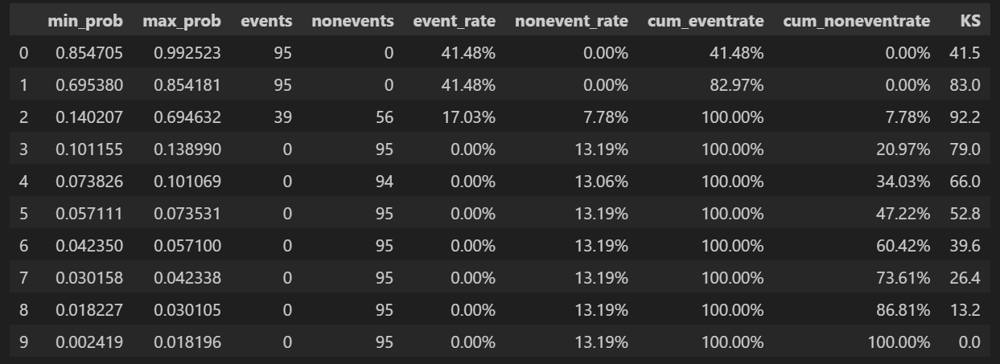 min_prob max_prob events nonevents event_rate nonevent_rate cum_eventrate cum_noneventrate KS
0 0.854705 0.992523 95 0 41.48% 0.00% 41.48% 0.00% 41.5
1 0.695380 0.854181 95 0 41.48% 0.00% 82.97% 0.00% 83.0
2 0.140207 0.694632 39 56 17.03% 7.78% 100.00% 7.78% 92.2
3 0.101155 0.138990 0 95 0.00% 13.19% 100.00% 20.97% 79.0
4 0.073826 0.101069 0 94 0.00% 13.06% 100.00% 34.03% 66.0
5 0.057111 0.073531 0 95 0.00% 13.19% 100.00% 47.22% 52.8
6 0.042350 0.057100 0 95 0.00% 13.19% 100.00% 60.42% 39.6
7 0.030158 0.042338 0 95 0.00% 13.19% 100.00% 73.61% 26.4
8 0.018227 0.030105 0 95 0.00% 13.19% 100.00% 86.81% 13.2
9 0.002419 0.018196 0 95 0.00% 13.19% 100.00% 100.00% 0.0